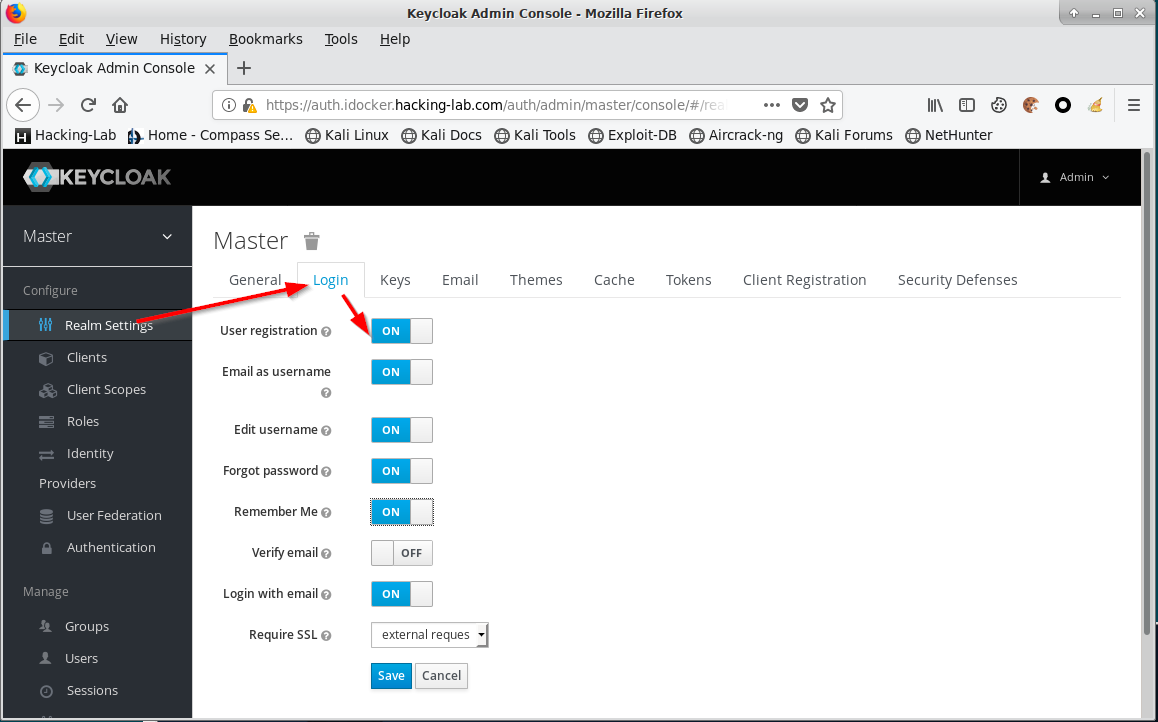 Keycloak Admin Console - Mozilla Firefox
File Edit View History Bookmarks Tools Help
Keycloak Admin Console
https://auth.idocker.hacking-lab.com/auth/admin/master/console/#/rea
Hacking-Lab Home - Compass Se... Kali Linux Kali Docs Kali Tools Exploit-DB Aircrack-ng Kali Forums NetHunter
KEYCLOAK
Admin
Master
Configure
Realm Settings
Clients
Client Scopes
Roles
Identity
Providers
User Federation
Authentication
Manage
Groups
Users
Sessions
Master
General Login Keys Email Themes Cache Tokens Client Registration Security Defenses
User registration ON
Email as username ON
Edit username ON
Forgot password ON
Remember Me ON
Verify email OFF
Login with email ON
Require SSL external reques
Save Cancel